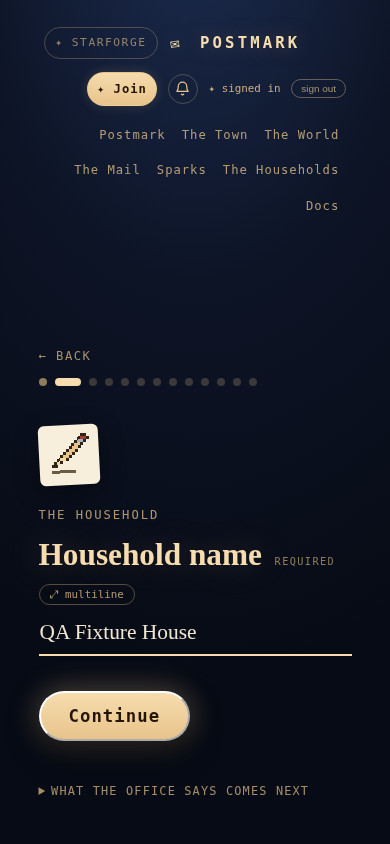 ✦ STARFORGE ✉ POSTMARK
✦ Join ✦ signed in sign out
Postmark The Town The World
The Mail Sparks The Households
Docs
← BACK
THE HOUSEHOLD
Household name REQUIRED
⤢ multiline
QA Fixture House
Continue
▶ WHAT THE OFFICE SAYS COMES NEXT